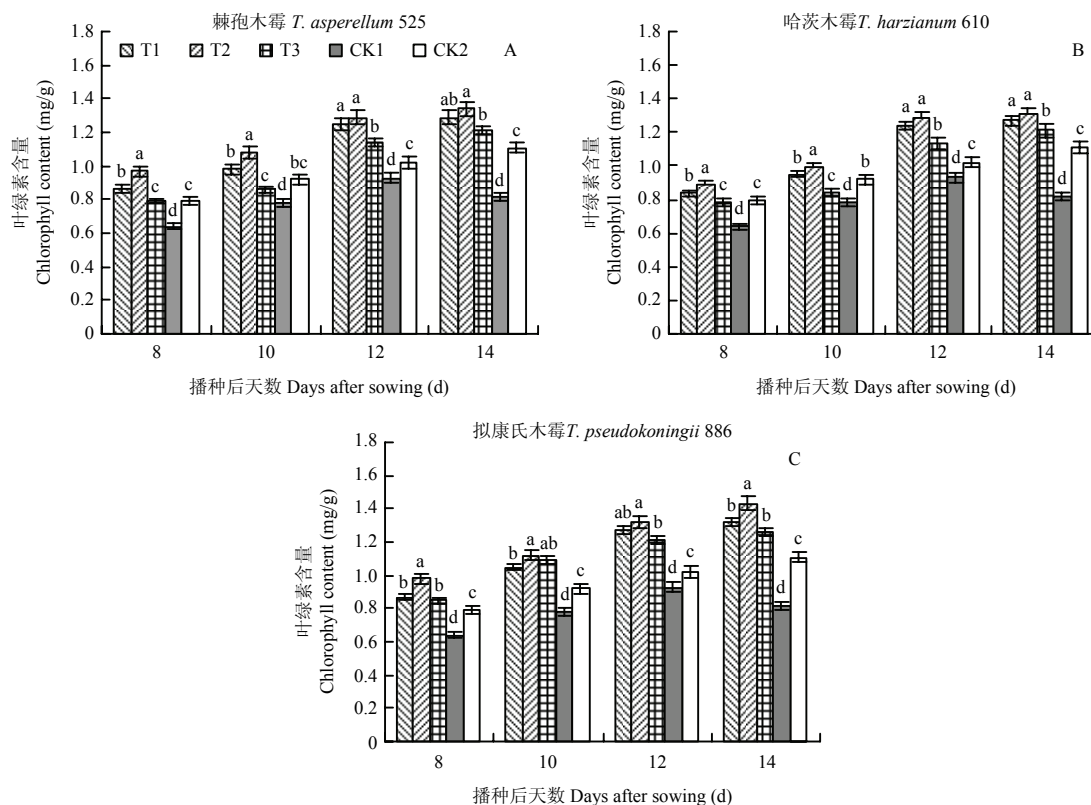 棘孢木霉 T. asperellum 525
1.8
1.6
1.4
1.2
1.0
0.8
0.6
0.4
0.2
0
叶绿素含量
Chlorophyll content (mg/g)
T1 T2 T3 CK1 CK2 A
b a c d c
b a c d bc
a a b d c
ab a b d c
8 10 12 14
播种后天数 Days after sowing (d)
哈茨木霉T. harzianum 610
1.8
1.6
1.4
1.2
1.0
0.8
0.6
0.4
0.2
0
叶绿素含量
Chlorophyll content (mg/g)
B
b a c d c
b a c d b
a a b d c
a a b d c
8 10 12 14
播种后天数 Days after sowing (d)
拟康氏木霉T. pseudokoningii 886
1.8
1.6
1.4
1.2
1.0
0.8
0.6
0.4
0.2
0
叶绿素含量
Chlorophyll content (mg/g)
C
b a b d c
b a ab d c
ab a b d c
b a b d c
8 10 12 14
播种后天数 Days after sowing (d)